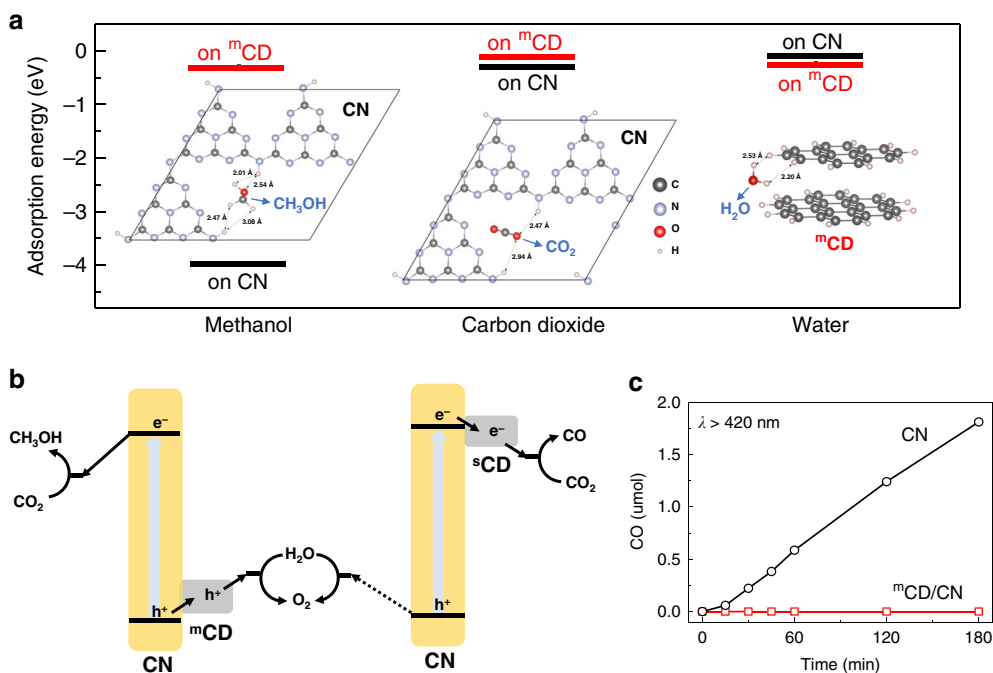 a
Adsorption energy (eV)
0
–1
–2
–3
–4
on ᵐCD
CN
2.01 Å
2.54 Å
2.47 Å
3.08 Å
CH₃OH
on CN
Methanol
on ᵐCD
on CN
CN
2.47 Å
2.94 Å
CO₂
C
N
O
H
Carbon dioxide
on CN
on ᵐCD
2.53 Å
2.20 Å
H₂O
ᵐCD
Water
b
e⁻
CH₃OH
CO₂
h⁺
h⁺
ᵐCD
CN
H₂O
O₂
e⁻
e⁻
ˢCD
CO
CO₂
h⁺
CN
c
λ > 420 nm
CN
ᵐCD/CN
CO (umol)
2.0
1.5
1.0
0.5
0.0
0 60 120 180
Time (min)